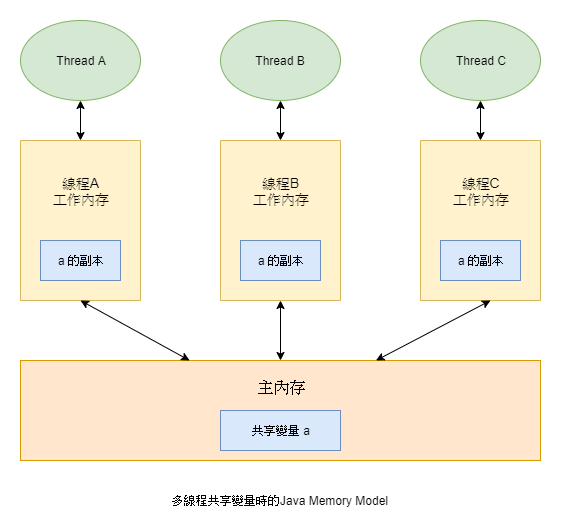 Thread A
Thread B
Thread C
線程A
工作內存
線程B
工作內存
線程C
工作內存
a 的副本
a 的副本
a 的副本
主內存
共享變量 a
多線程共享變量時的Java Memory Model